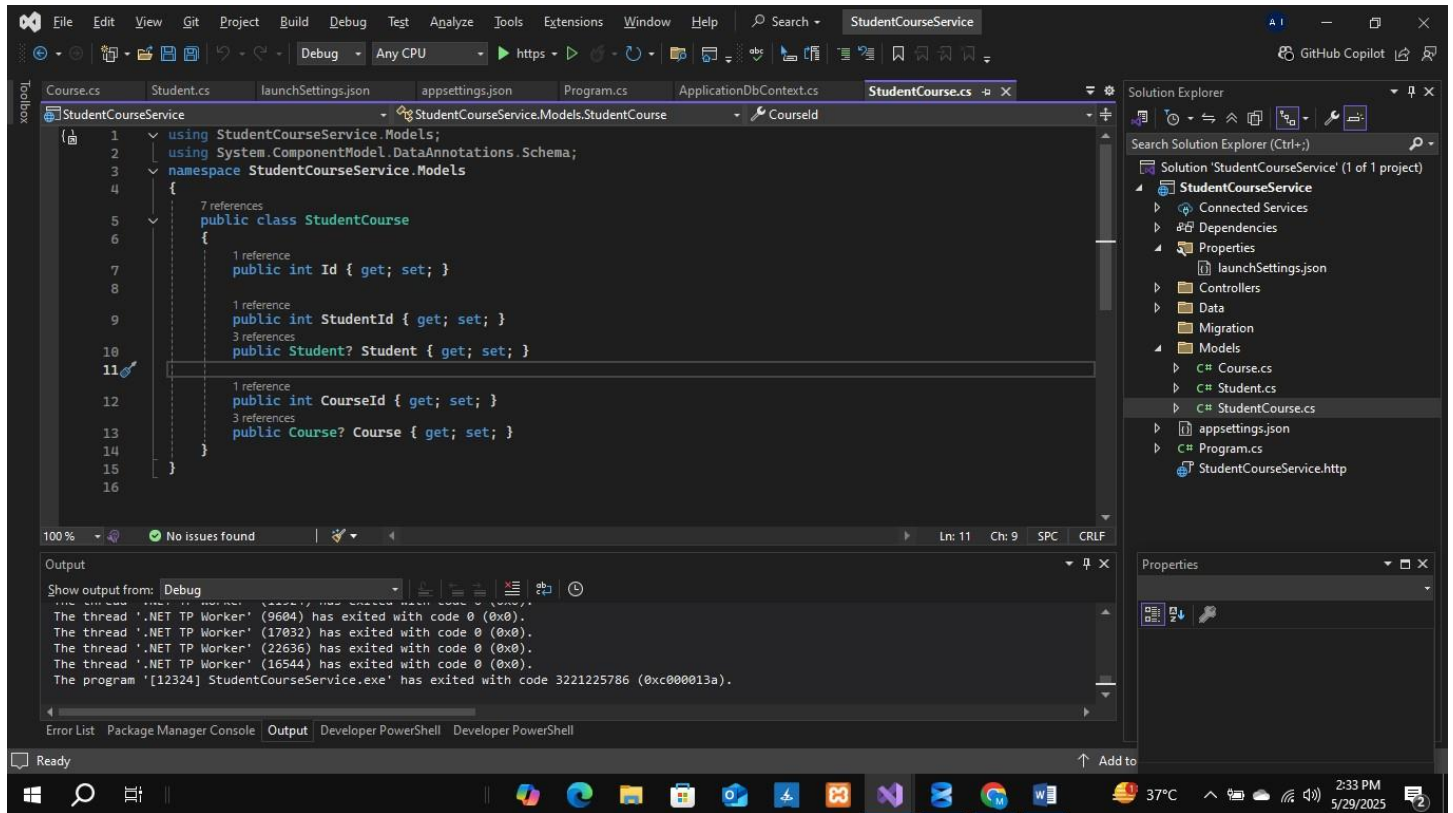 File Edit View Git Project Build Debug Test Analyze Tools Extensions Window Help Search StudentCourseService A I
Debug Any CPU https GitHub Copilot
Toolbox
Course.cs Student.cs launchSettings.json appsettings.json Program.cs ApplicationDbContext.cs StudentCourse.cs
StudentCourseService StudentCourseService.Models.StudentCourse CourseId
1 using StudentCourseService.Models;
2 using System.ComponentModel.DataAnnotations.Schema;
3 namespace StudentCourseService.Models
4 {
7 references
5 public class StudentCourse
6 {
1 reference
7 public int Id { get; set; }
8
1 reference
9 public int StudentId { get; set; }
3 references
10 public Student? Student { get; set; }
11
1 reference
12 public int CourseId { get; set; }
3 references
13 public Course? Course { get; set; }
14 }
15 }
16
100 % No issues found Ln: 11 Ch: 9 SPC CRLF
Output
Show output from: Debug
The thread '.NET TP Worker' (9604) has exited with code 0 (0x0).
The thread '.NET TP Worker' (17032) has exited with code 0 (0x0).
The thread '.NET TP Worker' (22636) has exited with code 0 (0x0).
The thread '.NET TP Worker' (16544) has exited with code 0 (0x0).
The program '[12324] StudentCourseService.exe' has exited with code 3221225786 (0xc000013a).
Error List Package Manager Console Output Developer PowerShell Developer PowerShell
Solution Explorer
Search Solution Explorer (Ctrl+;)
Solution 'StudentCourseService' (1 of 1 project)
StudentCourseService
Connected Services
Dependencies
Properties
launchSettings.json
Controllers
Data
Migration
Models
C# Course.cs
C# Student.cs
C# StudentCourse.cs
appsettings.json
C# Program.cs
StudentCourseService.http
Properties
Ready Add to
37°C 2:33 PM
5/29/2025
2